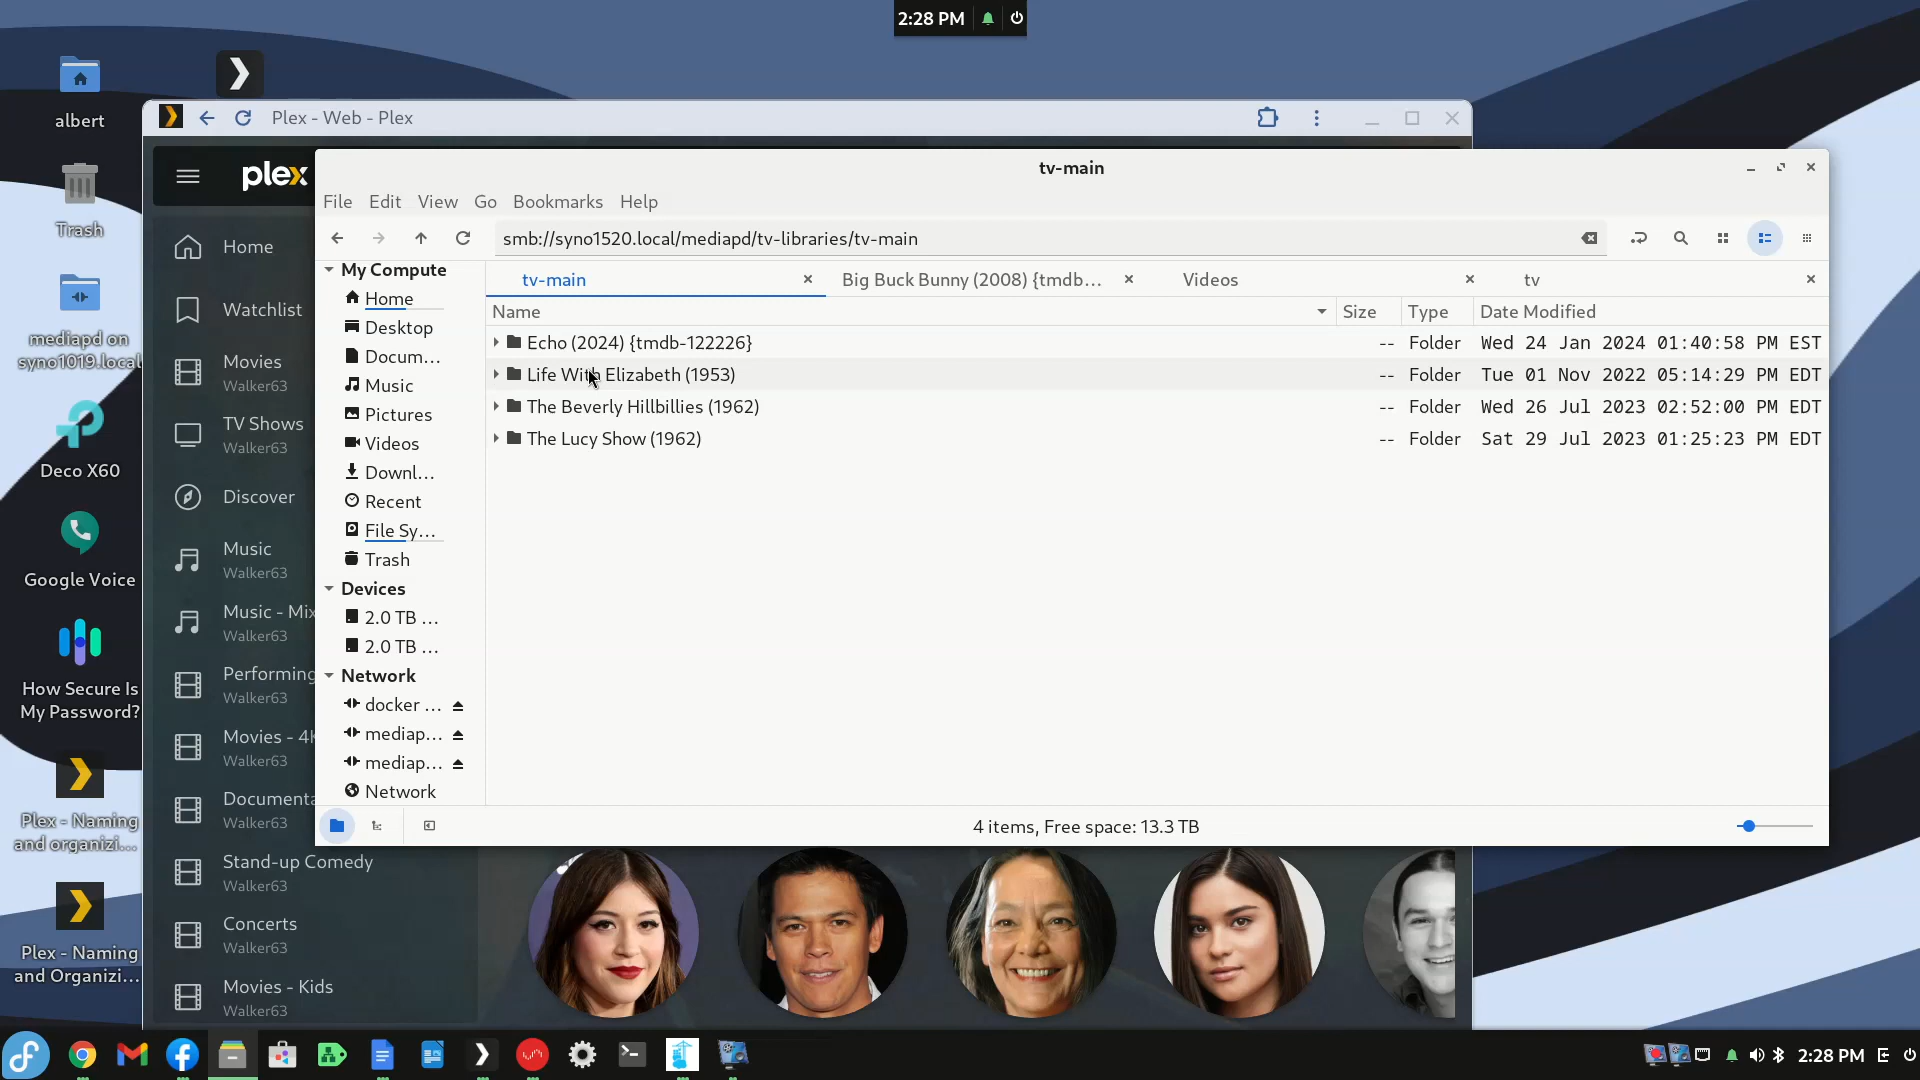 2:28 PM
albert
Trash
mediapd on
syno1019.local
Deco X60
Google Voice
How Secure Is
My Password?
Plex - Naming
and organizi...
Plex - Naming
and Organizi...
Plex - Web - Plex
plex
Home
Watchlist
Movies
Walker63
TV Shows
Walker63
Discover
Music
Walker63
Music - Mix
Walker63
Performing
Walker63
Movies - 4K
Walker63
Documenta
Walker63
Stand-up Comedy
Walker63
Concerts
Walker63
Movies - Kids
Walker63
tv-main
File Edit View Go Bookmarks Help
smb://syno1520.local/mediapd/tv-libraries/tv-main
My Compute
Home
Desktop
Docum...
Music
Pictures
Videos
Downl...
Recent
File Sy...
Trash
Devices
2.0 TB ...
2.0 TB ...
Network
docker ...
mediap...
mediap...
Network
tv-main Big Buck Bunny (2008) {tmdb... Videos tv
Name Size Type Date Modified
Echo (2024) {tmdb-122226} -- Folder Wed 24 Jan 2024 01:40:58 PM EST
Life With Elizabeth (1953) -- Folder Tue 01 Nov 2022 05:14:29 PM EDT
The Beverly Hillbillies (1962) -- Folder Wed 26 Jul 2023 02:52:00 PM EDT
The Lucy Show (1962) -- Folder Sat 29 Jul 2023 01:25:23 PM EDT
4 items, Free space: 13.3 TB
2:28 PM